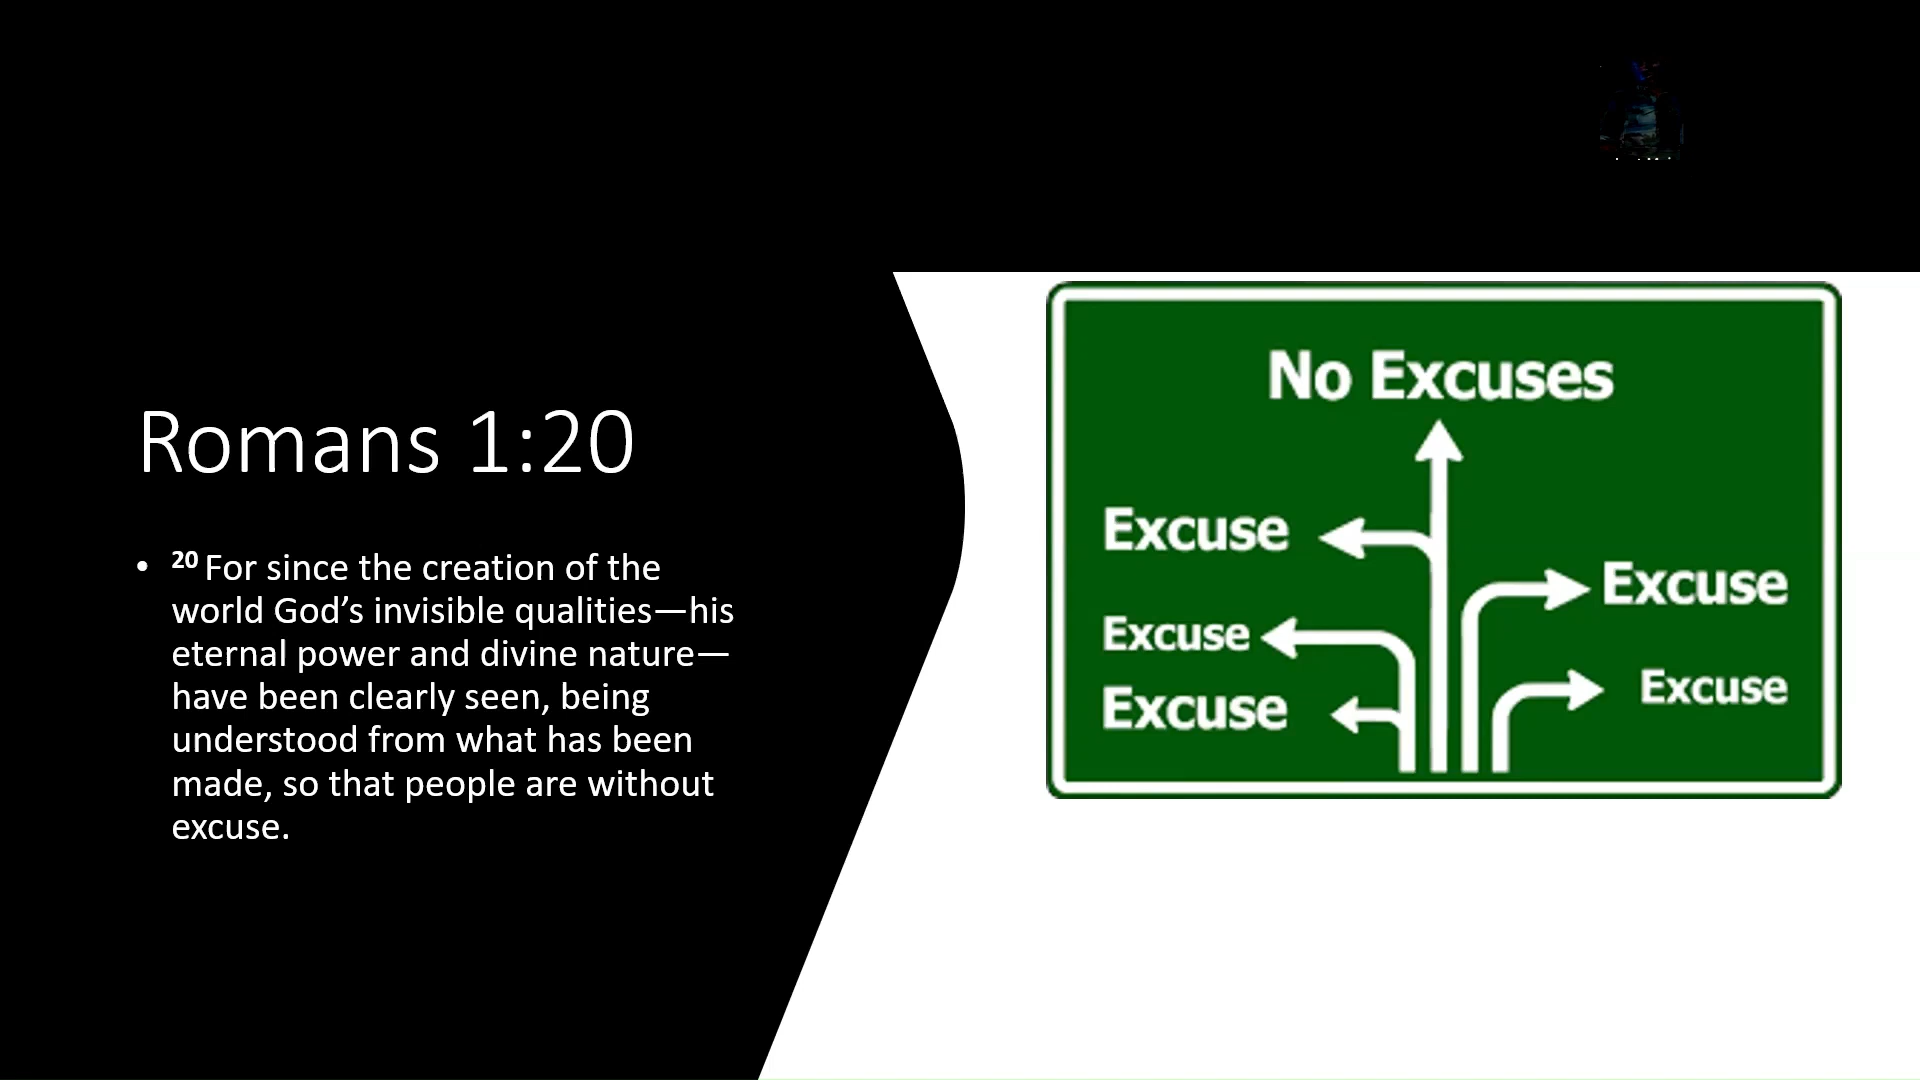 Romans 1:20
• 20 For since the creation of the
world God’s invisible qualities—his
eternal power and divine nature—
have been clearly seen, being
understood from what has been
made, so that people are without
excuse.
No Excuses
Excuse
Excuse
Excuse
Excuse
Excuse